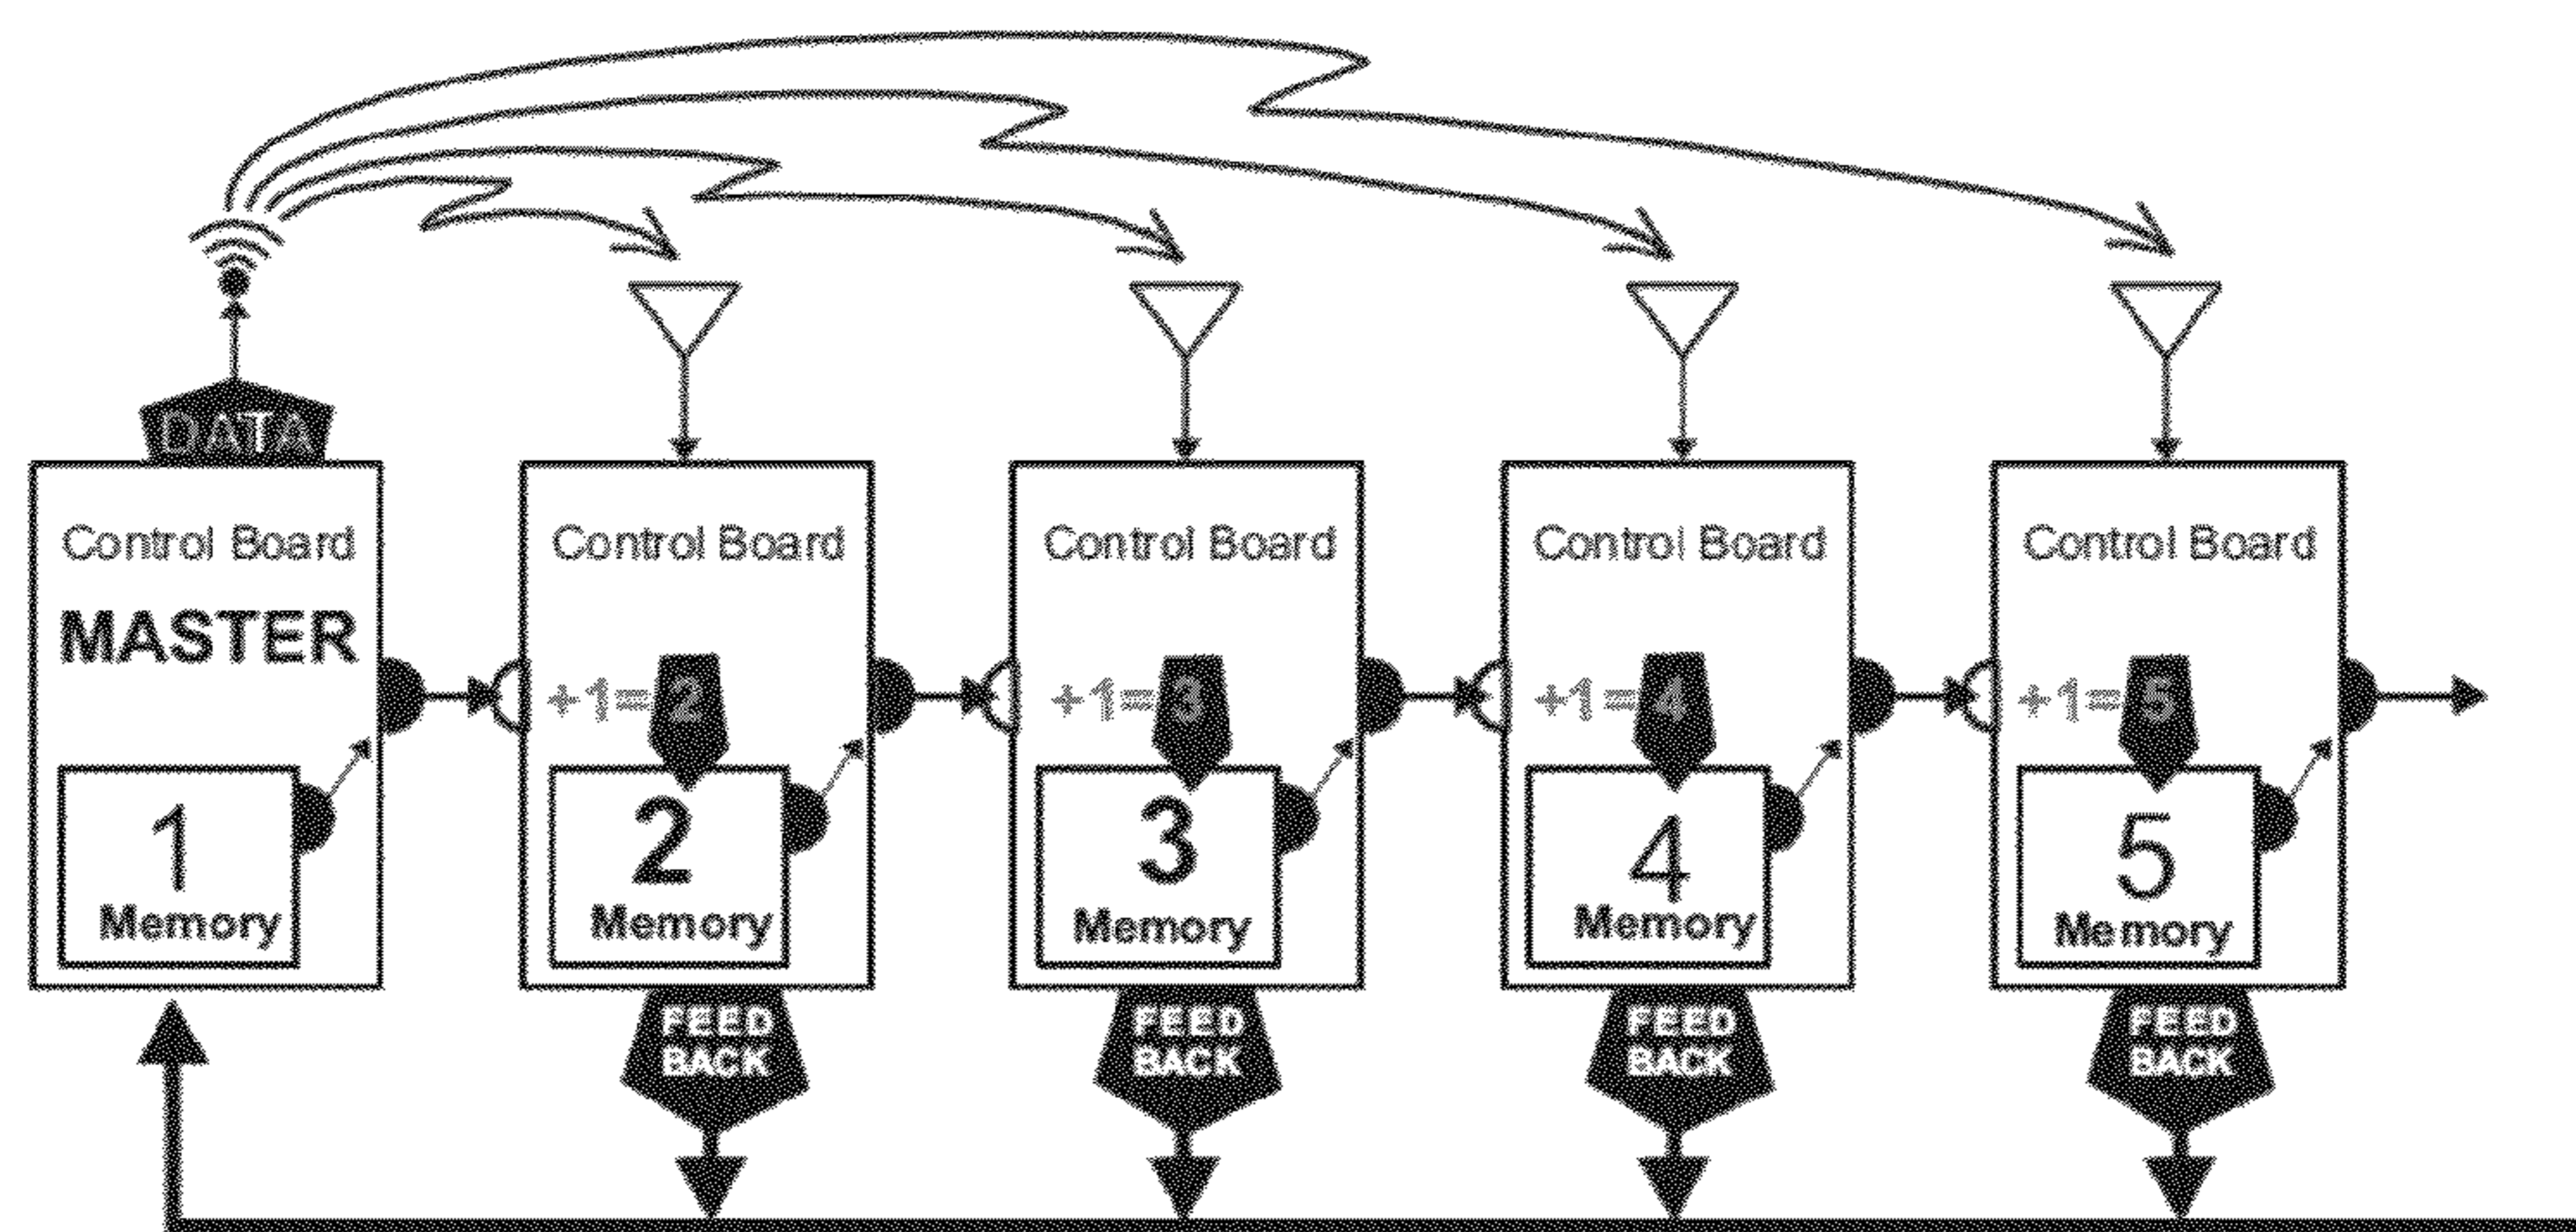 DATA
Control Board
MASTER
1
Memory
Control Board
+1=2
2
Memory
FEED
BACK
Control Board
+1=3
3
Memory
FEED
BACK
Control Board
+1=4
4
Memory
FEED
BACK
Control Board
+1=5
5
Memory
FEED
BACK